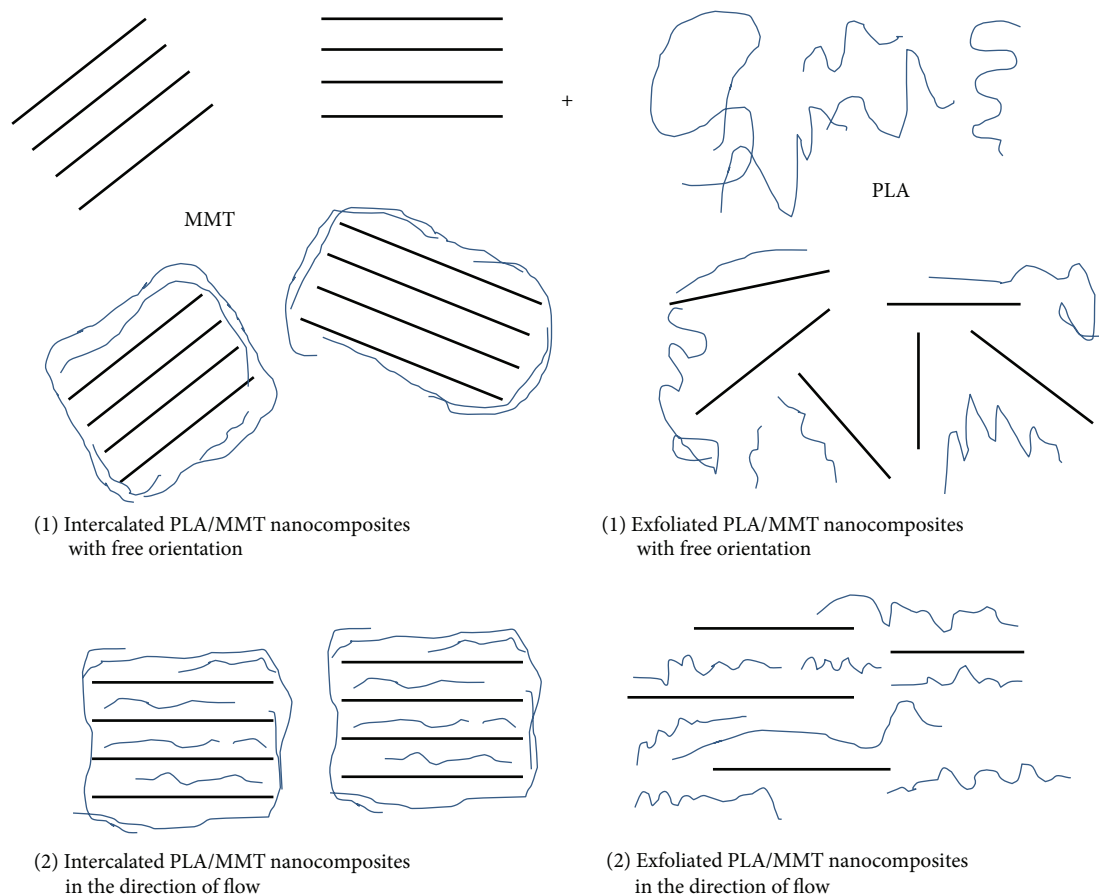 +
PLA
MMT
(1) Intercalated PLA/MMT nanocomposites
with free orientation
(1) Exfoliated PLA/MMT nanocomposites
with free orientation
(2) Intercalated PLA/MMT nanocomposites
in the direction of flow
(2) Exfoliated PLA/MMT nanocomposites
in the direction of flow